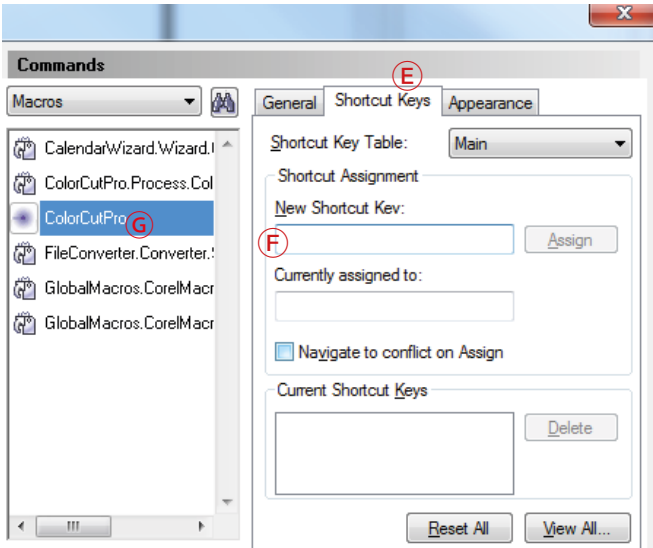 x
Commands
Ⓔ
Macros
General Shortcut Keys Appearance
CalendarWizard.Wizard.(
Shortcut Key Table: Main
ColorCutPro.Process.Col
Shortcut Assignment
ColorCutPro
Ⓖ
New Shortcut Key:
Ⓕ
Assign
FileConverter.Converter.
Currently assigned to:
GlobalMacros.CorelMacr
GlobalMacros.CorelMacr
Navigate to conflict on Assign
Current Shortcut Keys
Delete
Reset All View All...